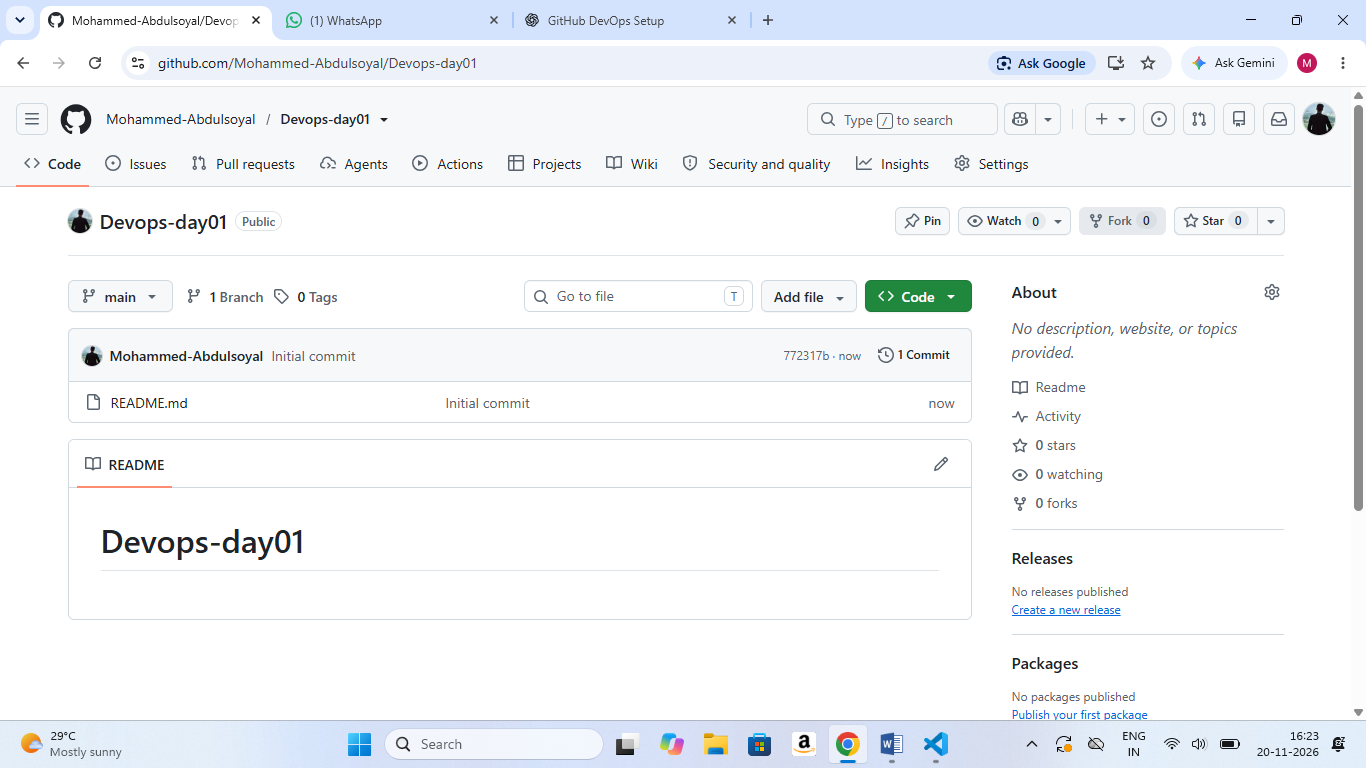 Mohammed-Abdulsoyal/Devop
(1) WhatsApp
GitHub DevOps Setup
github.com/Mohammed-Abdulsoyal/Devops-day01
Ask Google
Ask Gemini
M
Mohammed-Abdulsoyal / Devops-day01
Type / to search
Code
Issues
Pull requests
Agents
Actions
Projects
Wiki
Security and quality
Insights
Settings
Devops-day01 Public
Pin
Watch 0
Fork 0
Star 0
main
1 Branch
0 Tags
Go to file T
Add file
Code
Mohammed-Abdulsoyal Initial commit 772317b · now 1 Commit
README.md Initial commit now
README
Devops-day01
About
No description, website, or topics
provided.
Readme
Activity
0 stars
0 watching
0 forks
Releases
No releases published
Create a new release
Packages
No packages published
Publish your first package
29°C
Mostly sunny
Search
ENG
IN
16:23
20-11-2026